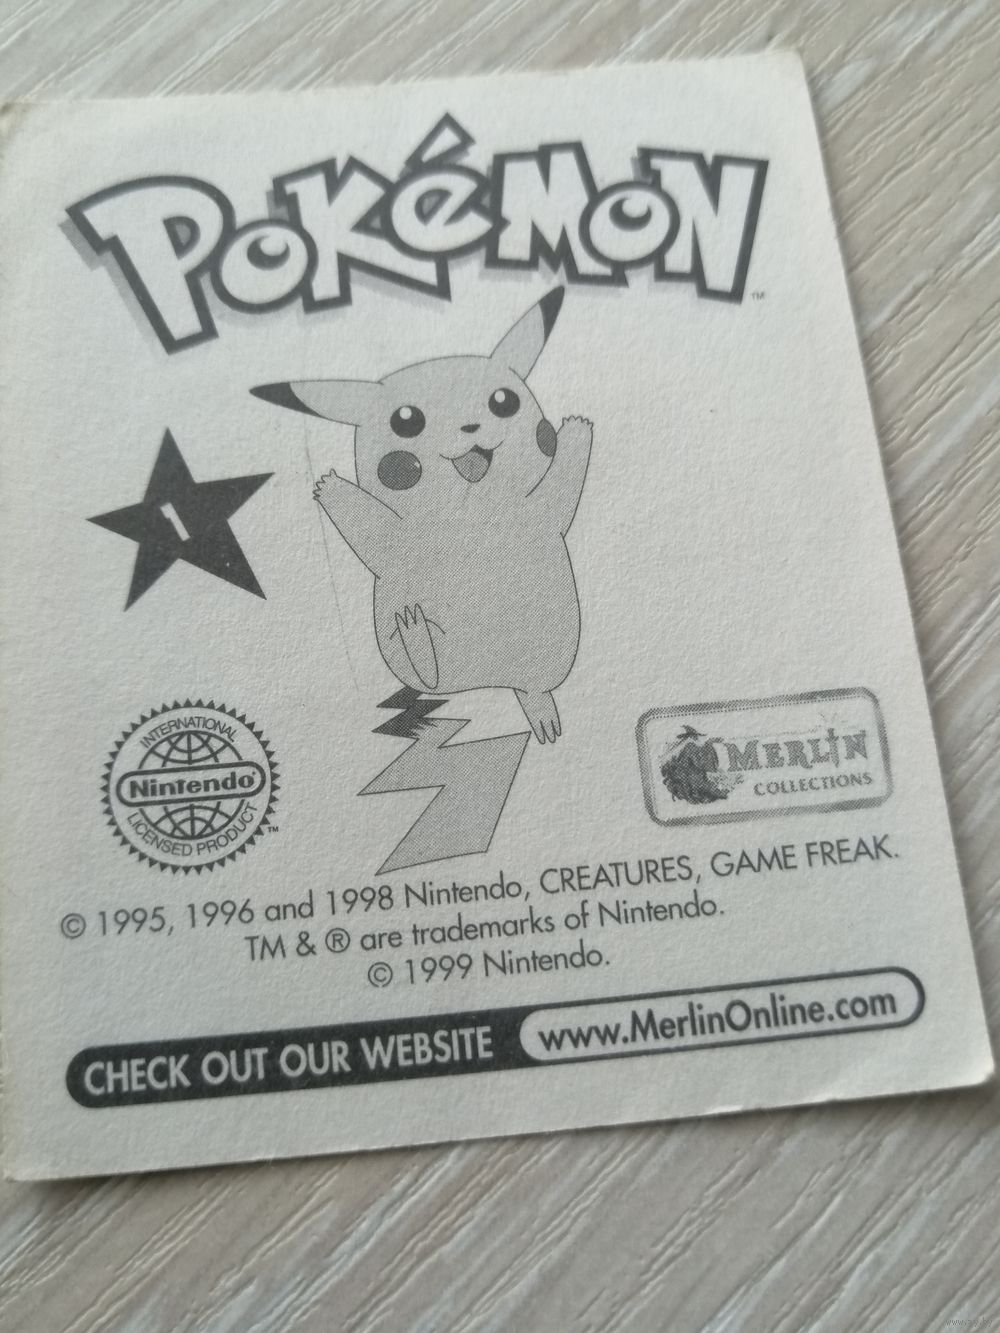 POKéMON
TM
1
INTERNATIONAL
Nintendo®
LICENSED PRODUCT
TM
MERLIN
COLLECTIONS
© 1995, 1996 and 1998 Nintendo, CREATURES, GAME FREAK.
TM & ® are trademarks of Nintendo.
© 1999 Nintendo.
CHECK OUT OUR WEBSITE www.MerlinOnline.com